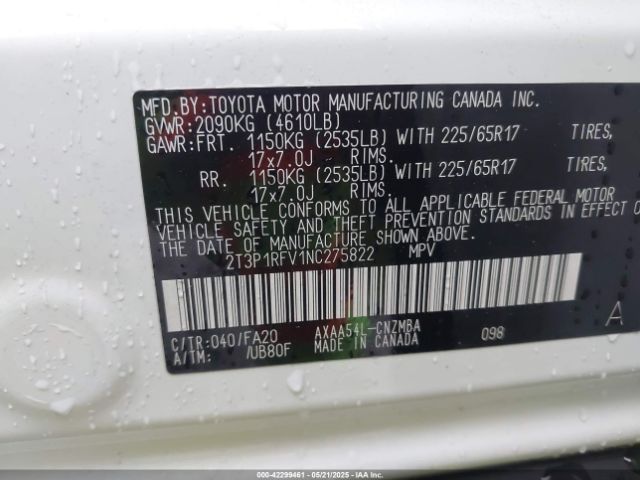 MFD.BY:TOYOTA MOTOR MANUFACTURING CANADA INC.
GVWR:2090KG (4610LB)
GAWR:FRT. 1150KG (2535LB) WITH 225/65R17 TIRES,
17x7.0J RIMS.
RR. 1150KG (2535LB) WITH 225/65R17 TIRES,
17x7.0J RIMS.
THIS VEHICLE CONFORMS TO ALL APPLICABLE FEDERAL MOTOR
VEHICLE SAFETY AND THEFT PREVENTION STANDARDS IN EFFECT O
THE DATE OF MANUFACTURE SHOWN ABOVE.
2T3P1RFV1NC275822 MPV
A
C/TR:040/FA20 AXAA54L-CNZMBA 098
A/TM: /UB80F MADE IN CANADA
000-42299461 - 05/21/2025 - IAA Corp.